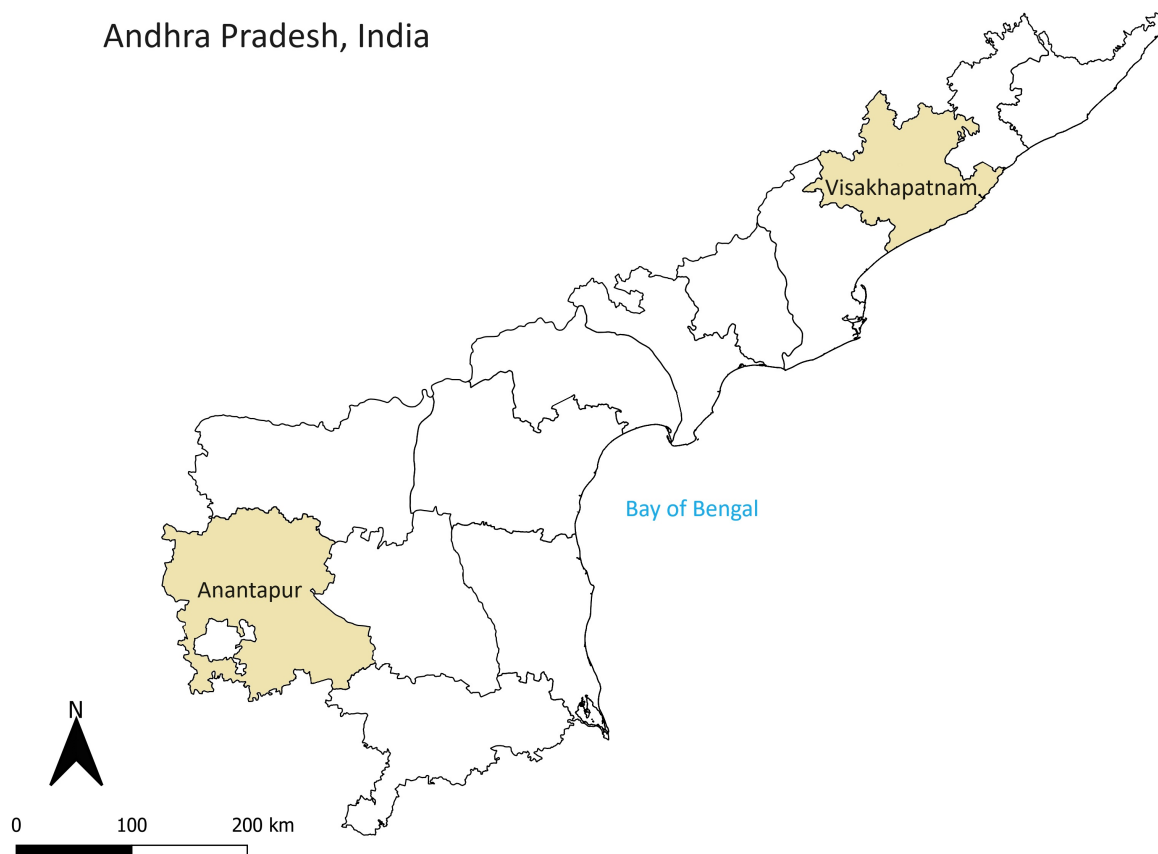 Andhra Pradesh, India
Visakhapatnam
Bay of Bengal
Anantapur
N
0 100 200 km